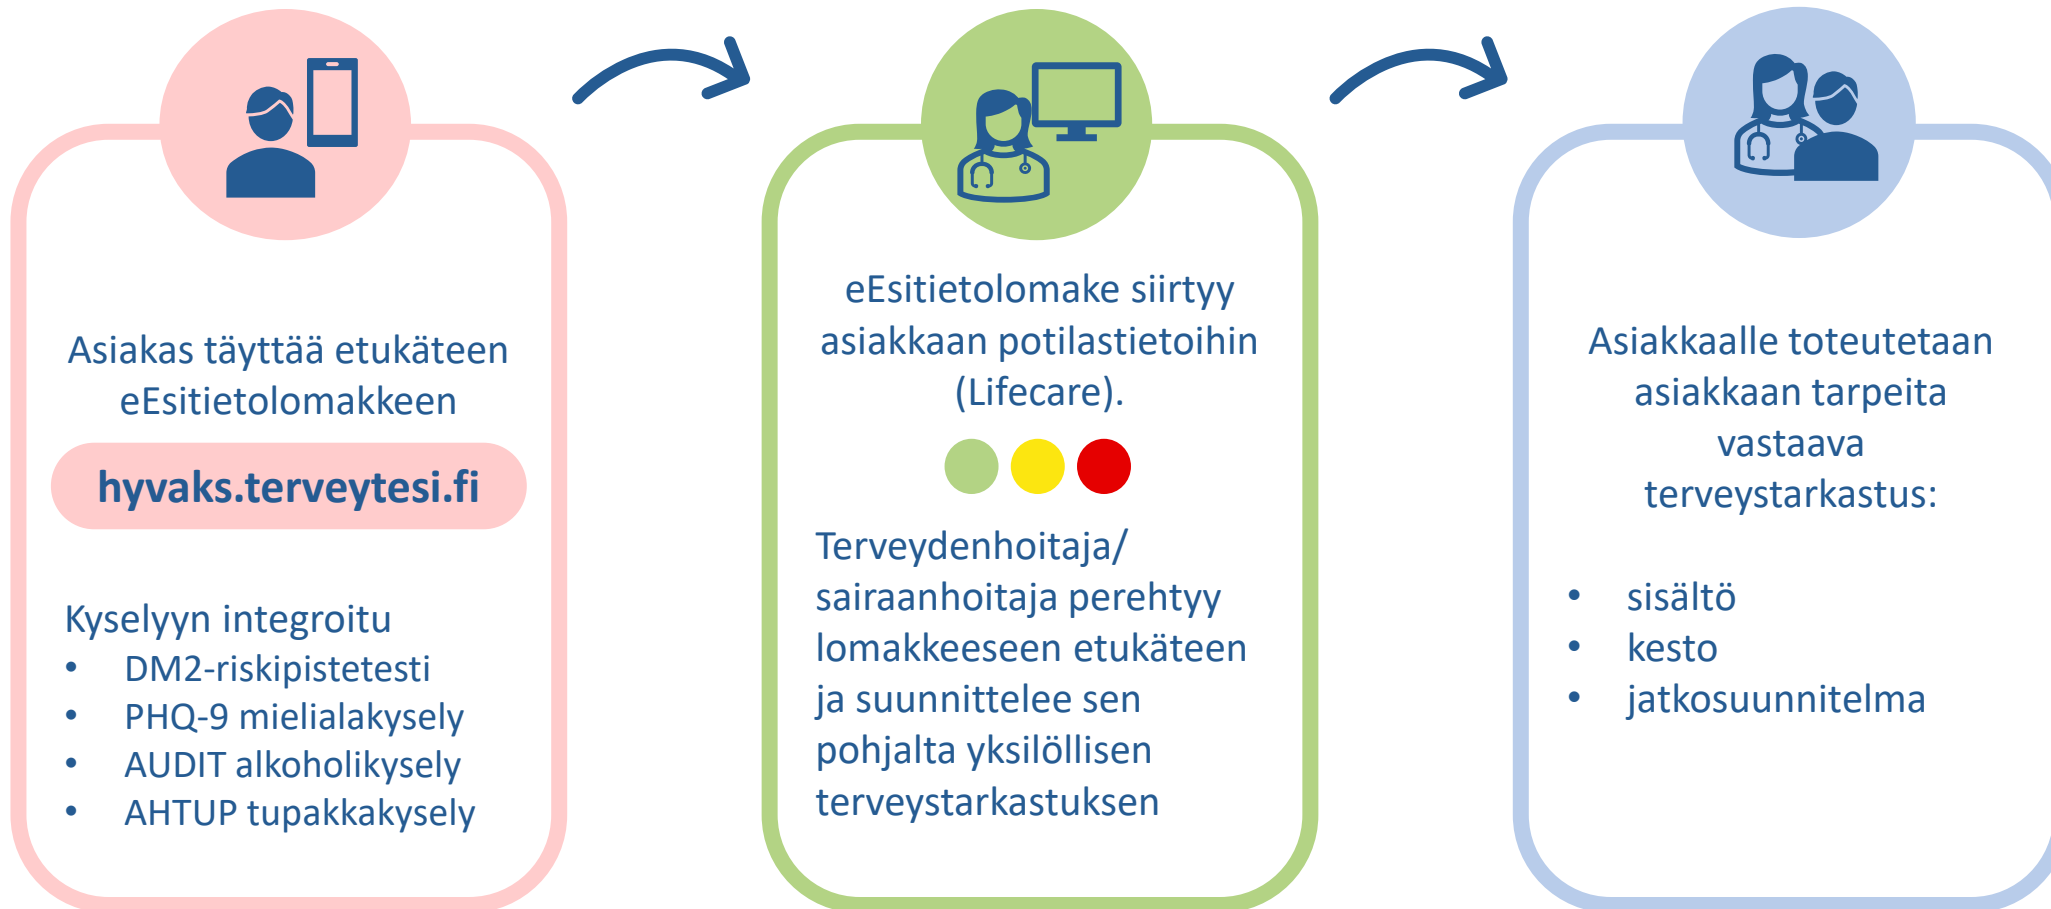 Asiakas täyttää etukäteen
eEsitietolomakkeen
hyvaks.terveytesi.fi
Kyselyyn integroitu
• DM2-riskipistetesti
• PHQ-9 mielialakysely
• AUDIT alkoholikysely
• AHTUP tupakkakysely
eEsitietolomake siirtyy
asiakkaan potilastietoihin
(Lifecare).
Terveydenhoitaja/
sairaanhoitaja perehtyy
lomakkeeseen etukäteen
ja suunnittelee sen
pohjalta yksilöllisen
terveystarkastuksen
Asiakkaalle toteutetaan
asiakkaan tarpeita
vastaava
terveystarkastus:
• sisältö
• kesto
• jatkosuunnitelma